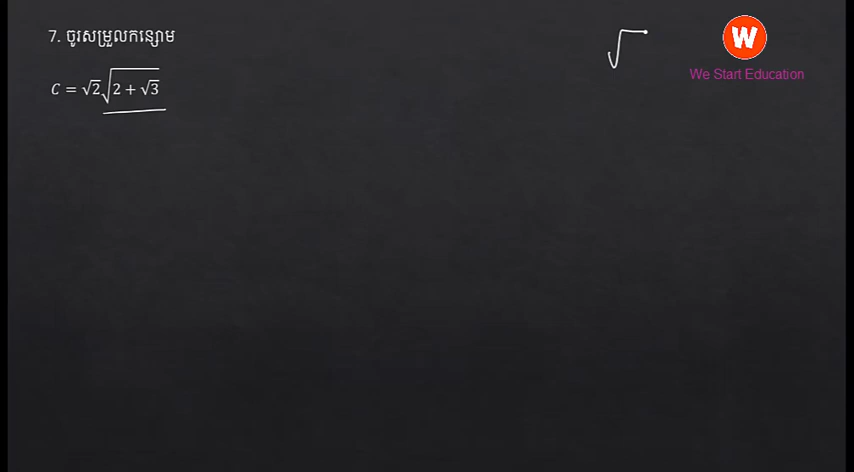 7. ចូរសម្រួលកន្សោម
C = √2√(2 + √3)
√
W
We Start Education